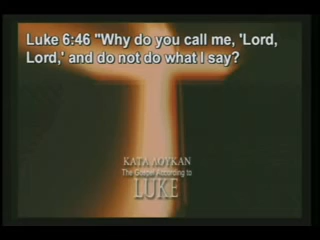 Luke 6:46 "Why do you call me, 'Lord,
Lord,' and do not do what I say?
ΚΑΤΑ ΛΟΥΚΑΝ
The Gospel According to
LUKE